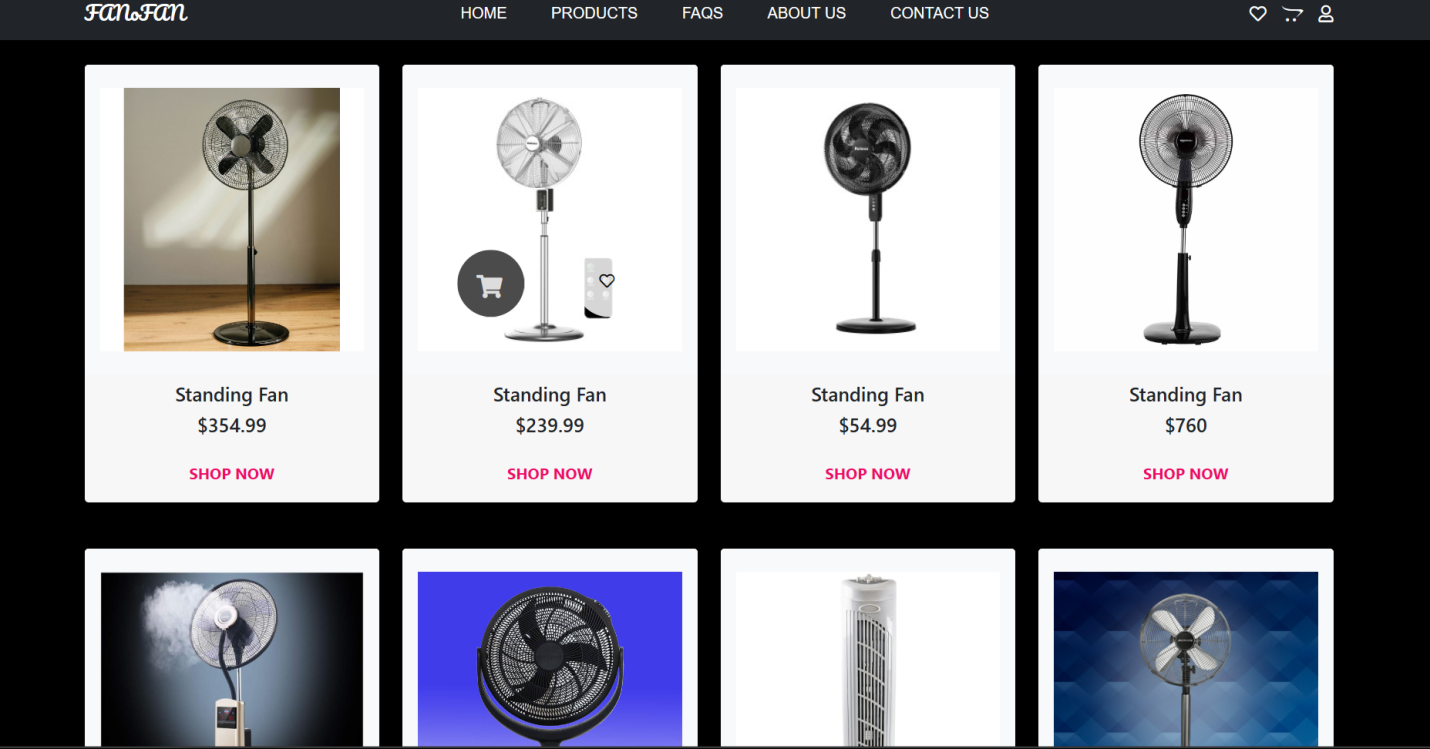 FANoFAN
HOME PRODUCTS FAQS ABOUT US CONTACT US
Standing Fan
$354.99
SHOP NOW
Standing Fan
$239.99
SHOP NOW
Standing Fan
$54.99
SHOP NOW
Standing Fan
$760
SHOP NOW